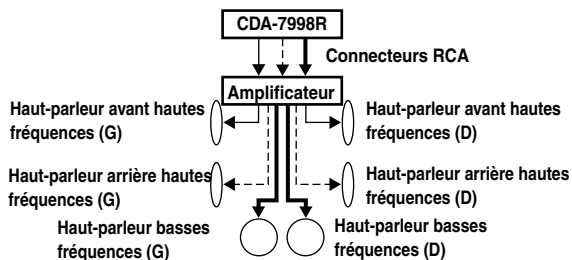 CDA-7998R
Connecteurs RCA
Amplificateur
Haut-parleur avant hautes
fréquences (G)
Haut-parleur avant hautes
fréquences (D)
Haut-parleur arrière hautes
fréquences (G)
Haut-parleur arrière hautes
fréquences (D)
Haut-parleur basses
fréquences (G)
Haut-parleur basses
fréquences (D)